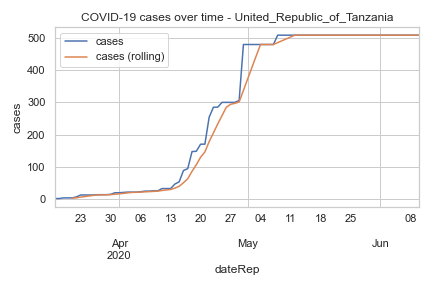 COVID-19 cases over time - United_Republic_of_Tanzania
cases
cases (rolling)
500
400
300
200
100
0
cases
23 30 06 13 20 27 04 11 18 25 08
Apr May Jun
2020
dateRep